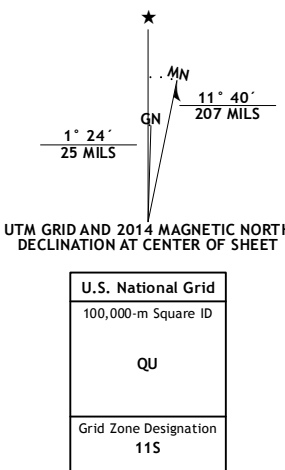 ★
MN
GN
11° 40´
207 MILS
1° 24´
25 MILS
UTM GRID AND 2014 MAGNETIC NORTH
DECLINATION AT CENTER OF SHEET
U.S. National Grid
100,000-m Square ID
QU
Grid Zone Designation
11S